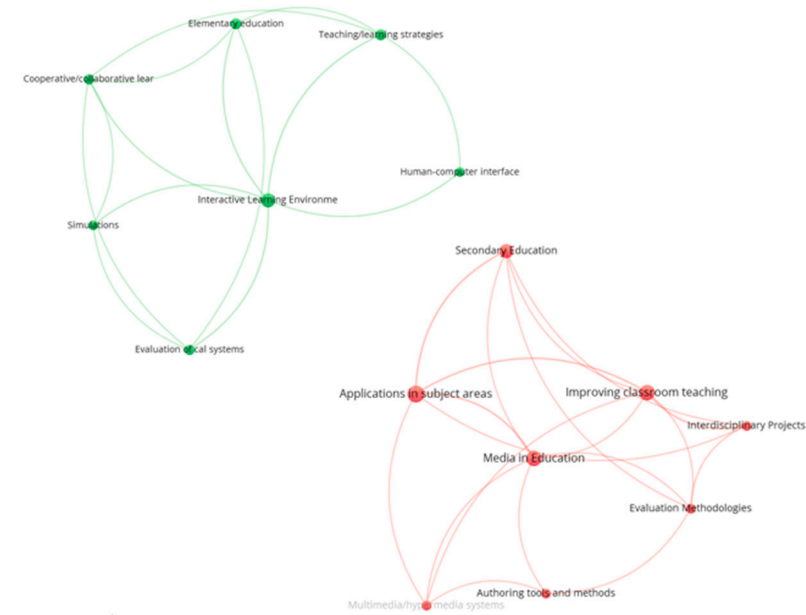 Elementary education
Teaching/learning strategies
Cooperative/collaborative lear
Human-computer interface
Interactive Learning Environme
Simulations
Secondary Education
Evaluation of cal systems
Applications in subject areas
Improving classroom teaching
Interdisciplinary Projects
Media in Education
Evaluation Methodologies
Authoring tools and methods
Multimedia/hypermedia systems